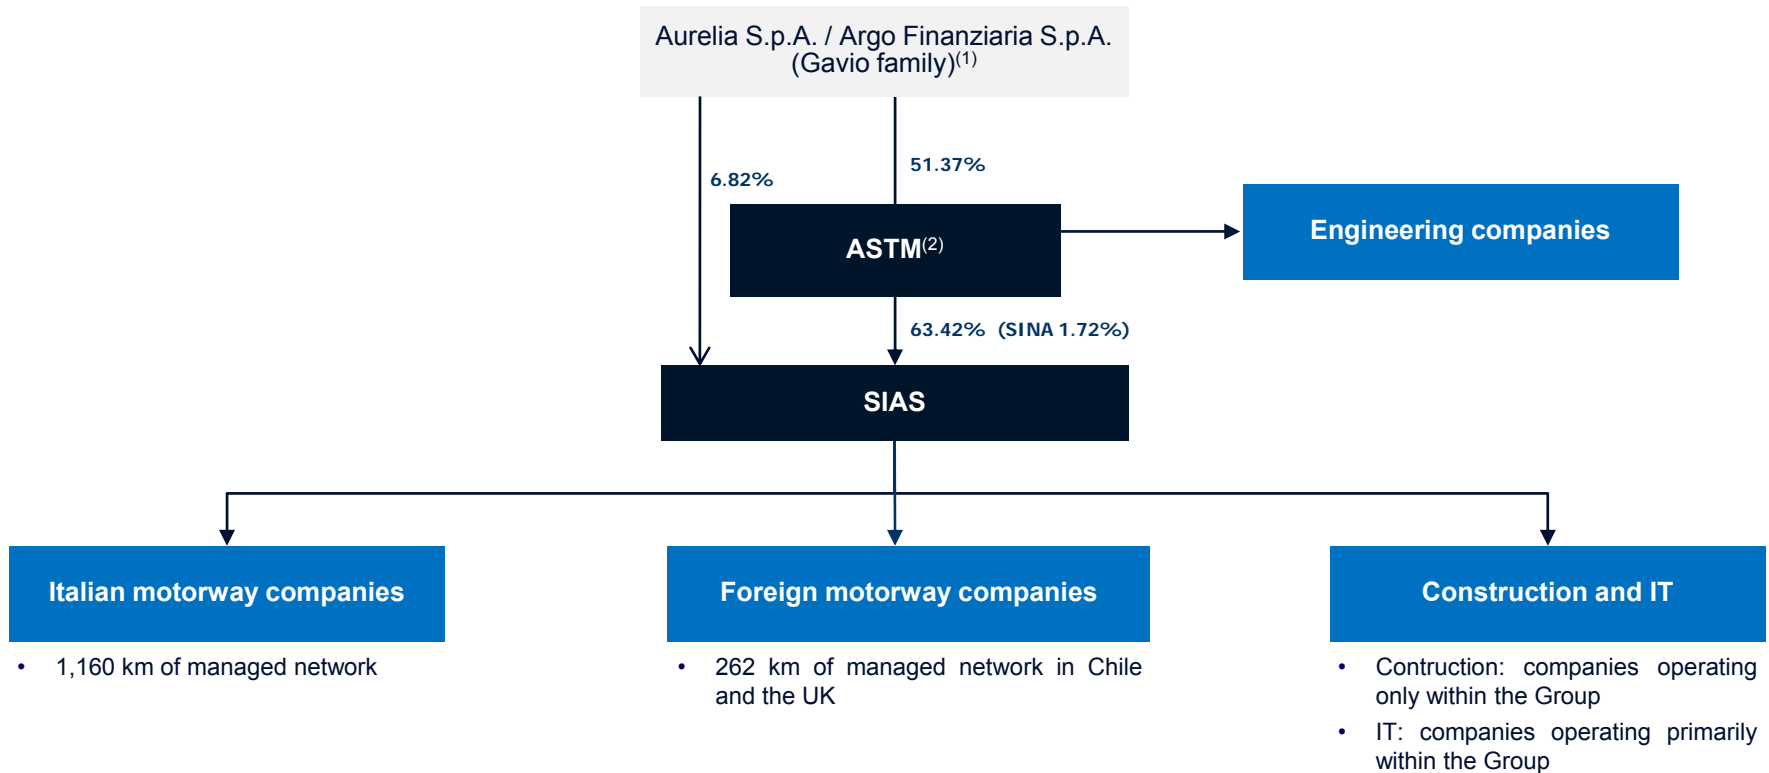 Aurelia S.p.A. / Argo Finanziaria S.p.A.
(Gavio family)(1)
51.37%
6.82%
ASTM(2)
Engineering companies
63.42% (SINA 1.72%)
SIAS
Italian motorway companies
Foreign motorway companies
Construction and IT
• 1,160 km of managed network
• 262 km of managed network in Chile
and the UK
• Contruction: companies operating
only within the Group
• IT: companies operating primarily
within the Group